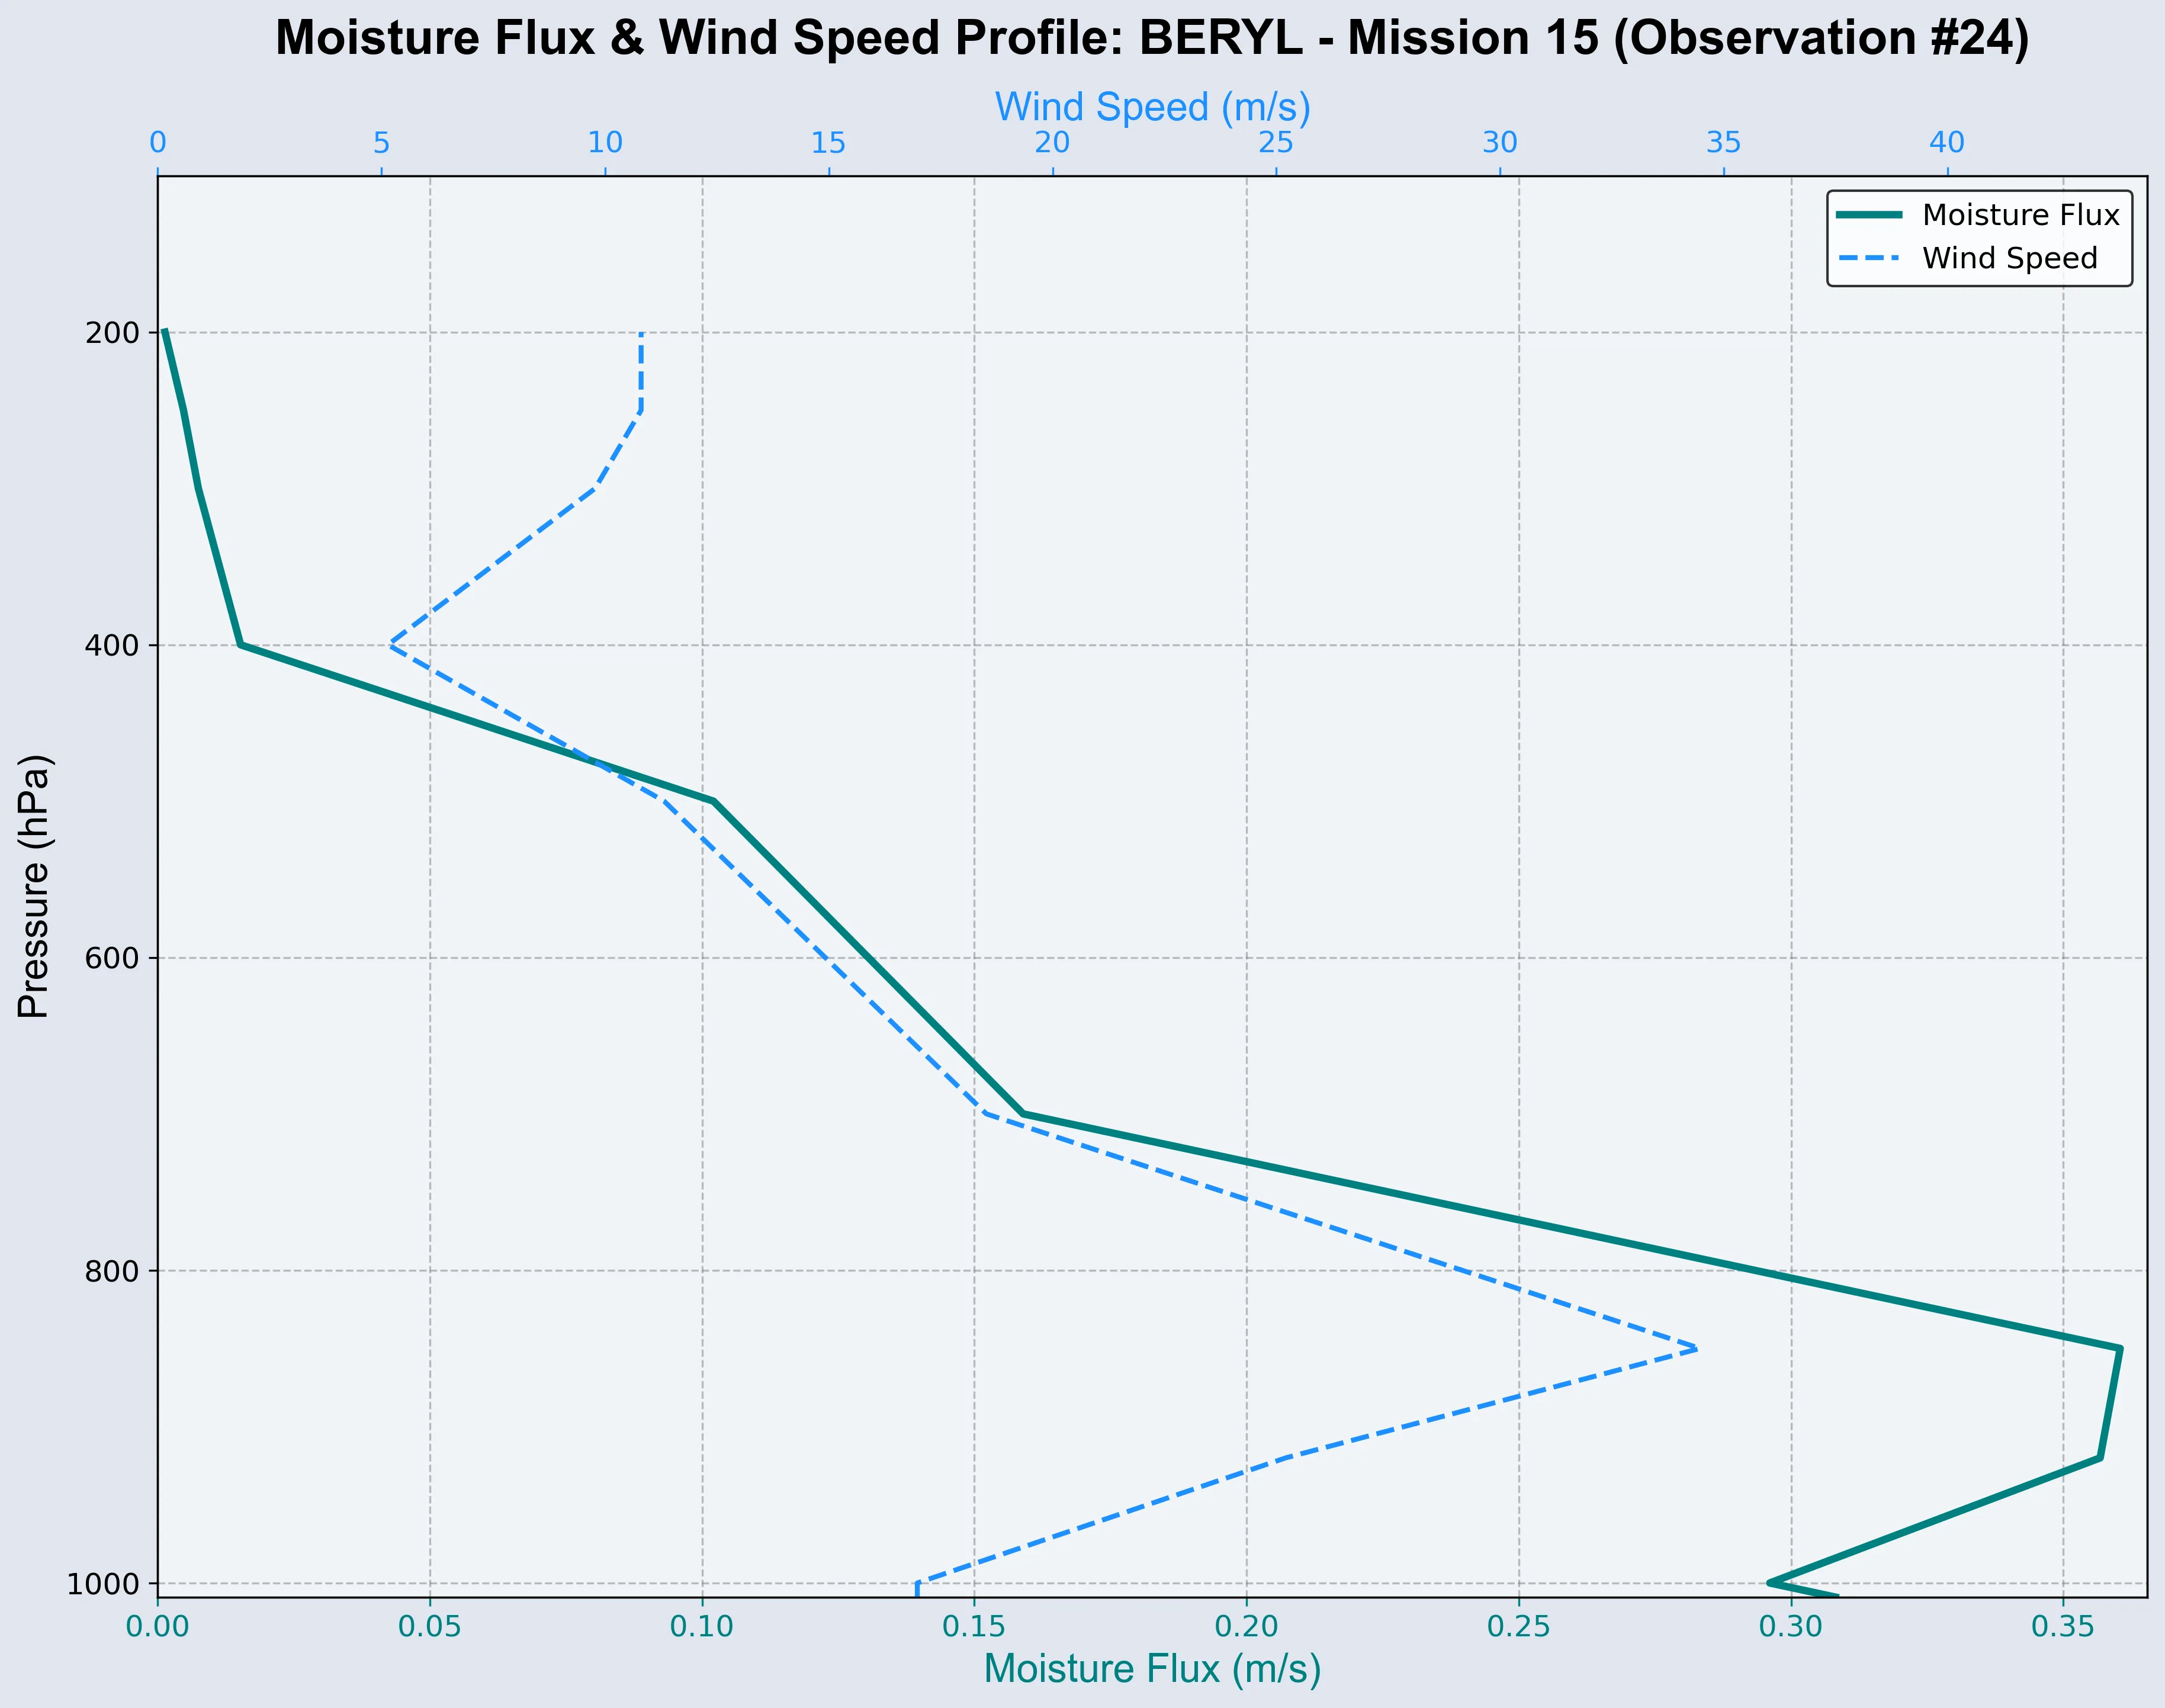 Moisture Flux & Wind Speed Profile: BERYL - Mission 15 (Observation #24)
Wind Speed (m/s)
0 5 10 15 20 25 30 35 40
Moisture Flux
Wind Speed
200
400
600
800
1000
Pressure (hPa)
0.00 0.05 0.10 0.15 0.20 0.25 0.30 0.35
Moisture Flux (m/s)